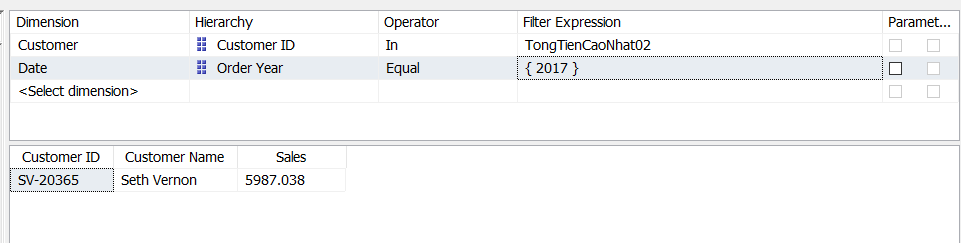 Dimension Hierarchy Operator Filter Expression Paramet...
Customer Customer ID In TongTienCaoNhat02
Date Order Year Equal { 2017 }
<Select dimension>
Customer ID Customer Name Sales
SV-20365 Seth Vernon 5987.038